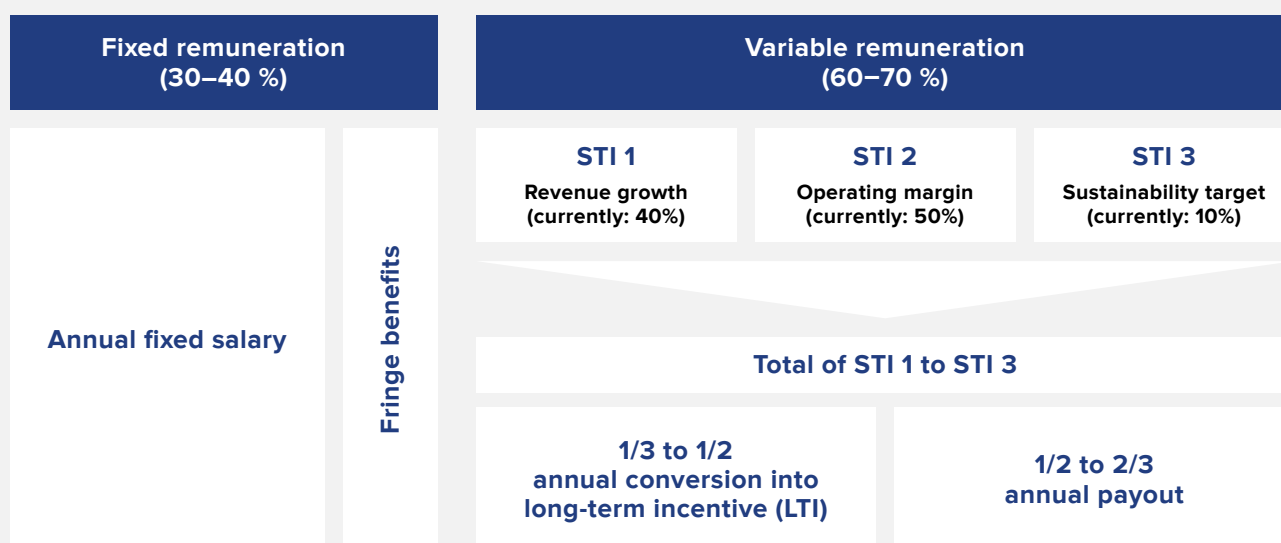 Fixed remuneration
(30–40 %)
Annual fixed salary
Fringe benefits
Variable remuneration
(60–70 %)
STI 1
Revenue growth
(currently: 40%)
STI 2
Operating margin
(currently: 50%)
STI 3
Sustainability target
(currently: 10%)
Total of STI 1 to STI 3
1/3 to 1/2
annual conversion into
long-term incentive (LTI)
1/2 to 2/3
annual payout